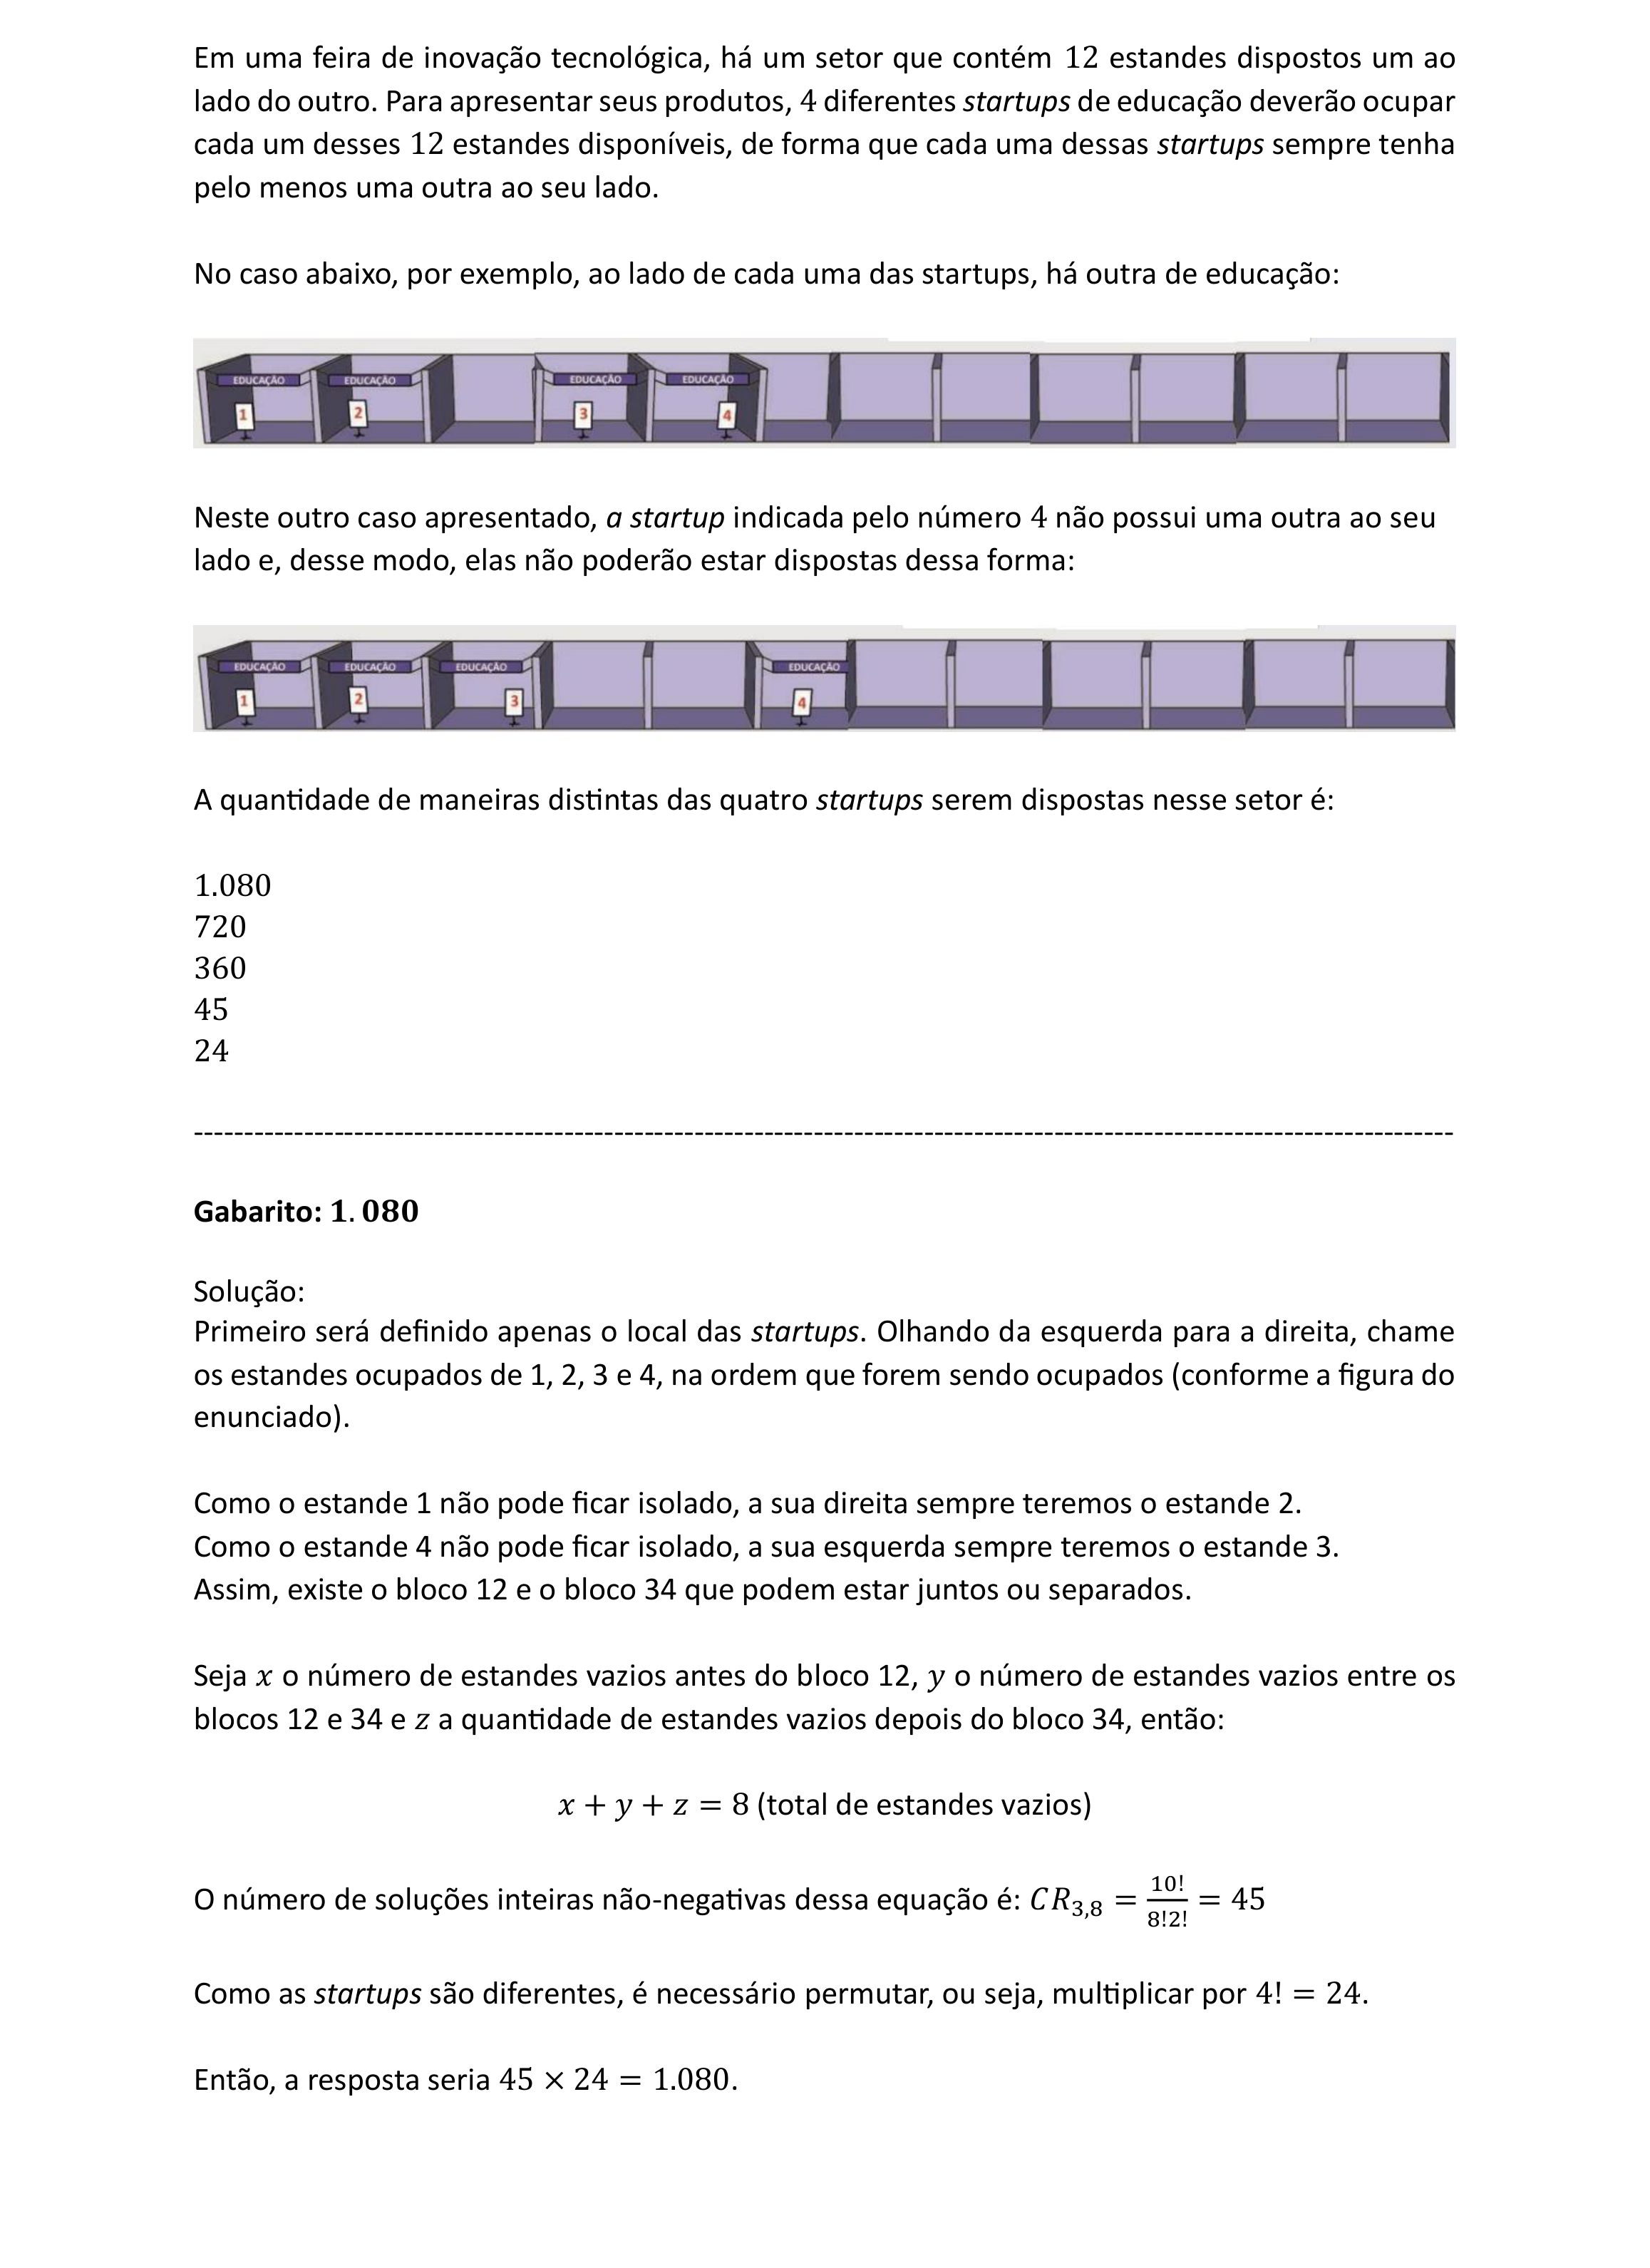 Em uma feira de inovação tecnológica, há um setor que contém 12 estandes dispostos um ao
lado do outro. Para apresentar seus produtos, 4 diferentes startups de educação deverão ocupar
cada um desses 12 estandes disponíveis, de forma que cada uma dessas startups sempre tenha
pelo menos uma outra ao seu lado.
No caso abaixo, por exemplo, ao lado de cada uma das startups, há outra de educação:
EDUCAÇÃO EDUCAÇÃO EDUCAÇÃO EDUCAÇÃO
1 2 3 4
Neste outro caso apresentado, a startup indicada pelo número 4 não possui uma outra ao seu
lado e, desse modo, elas não poderão estar dispostas dessa forma:
EDUCAÇÃO EDUCAÇÃO EDUCAÇÃO EDUCAÇÃO
1 2 3 4
A quantidade de maneiras distintas das quatro startups serem dispostas nesse setor é:
1.080
720
360
45
24
Gabarito: 1.080
Solução:
Primeiro será definido apenas o local das startups. Olhando da esquerda para a direita, chame
os estandes ocupados de 1, 2, 3 e 4, na ordem que forem sendo ocupados (conforme a figura do
enunciado).
Como o estande 1 não pode ficar isolado, a sua direita sempre teremos o estande 2.
Como o estande 4 não pode ficar isolado, a sua esquerda sempre teremos o estande 3.
Assim, existe o bloco 12 e o bloco 34 que podem estar juntos ou separados.
Seja x o número de estandes vazios antes do bloco 12, y o número de estandes vazios entre os
blocos 12 e 34 e z a quantidade de estandes vazios depois do bloco 34, então:
x + y + z = 8 (total de estandes vazios)
O número de soluções inteiras não-negativas dessa equação é: CR₃,₈ = 10!/8!2! = 45
Como as startups são diferentes, é necessário permutar, ou seja, multiplicar por 4! = 24.
Então, a resposta seria 45 × 24 = 1.080.